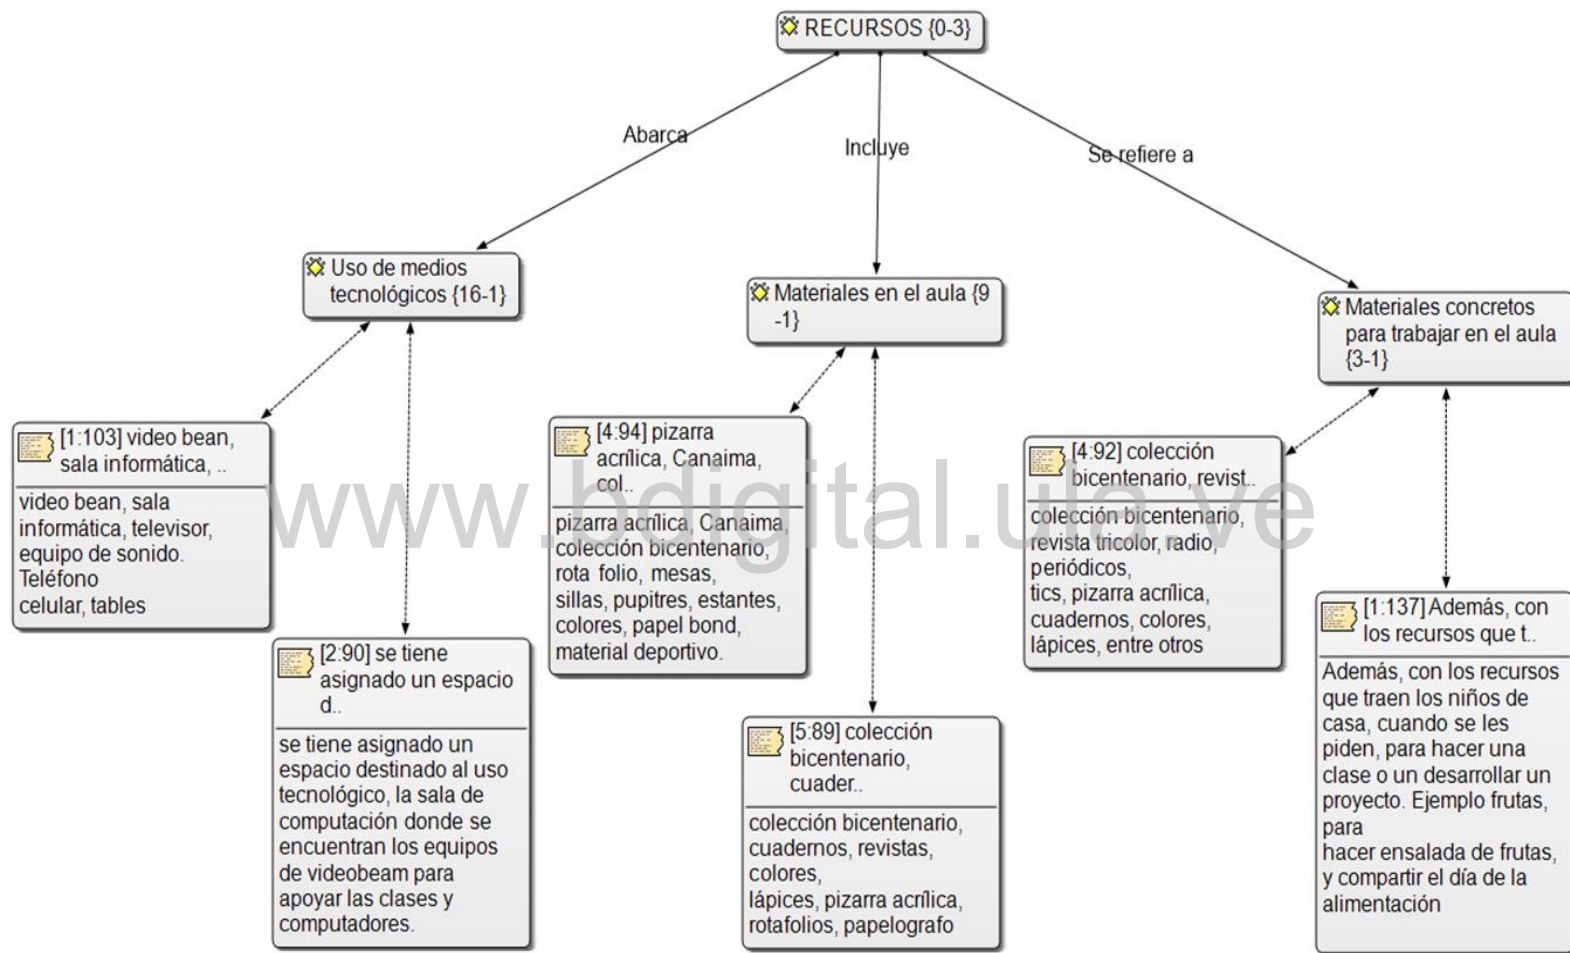 RECURSOS {0-3}
Abarca
Incluye
Se refiere a
Uso de medios
tecnológicos {16-1}
Materiales en el aula {9
-1}
Materiales concretos
para trabajar en el aula
{3-1}
[1:103] video bean,
sala informática, ..
video bean, sala
informática, televisor,
equipo de sonido.
Teléfono
celular, tables
[2:90] se tiene
asignado un espacio
d..
se tiene asignado un
espacio destinado al uso
tecnológico, la sala de
computación donde se
encuentran los equipos
de videobeam para
apoyar las clases y
computadores.
[4:94] pizarra
acrílica, Canaima,
col..
pizarra acrílica, Canaima,
colección bicentenario,
rota folio, mesas,
sillas, pupitres, estantes,
colores, papel bond,
material deportivo.
[5:89] colección
bicentenario,
cuader..
colección bicentenario,
cuadernos, revistas,
colores,
lápices, pizarra acrílica,
rotafolios, papelografo
[4:92] colección
bicentenario, revist..
colección bicentenario,
revista tricolor, radio,
periódicos,
tics, pizarra acrílica,
cuadernos, colores,
lápices, entre otros
[1:137] Además, con
los recursos que t..
Además, con los recursos
que traen los niños de
casa, cuando se les
piden, para hacer una
clase o un desarrollar un
proyecto. Ejemplo frutas,
para
hacer ensalada de frutas,
y compartir el día de la
alimentación
www.bdigital.ula.ve